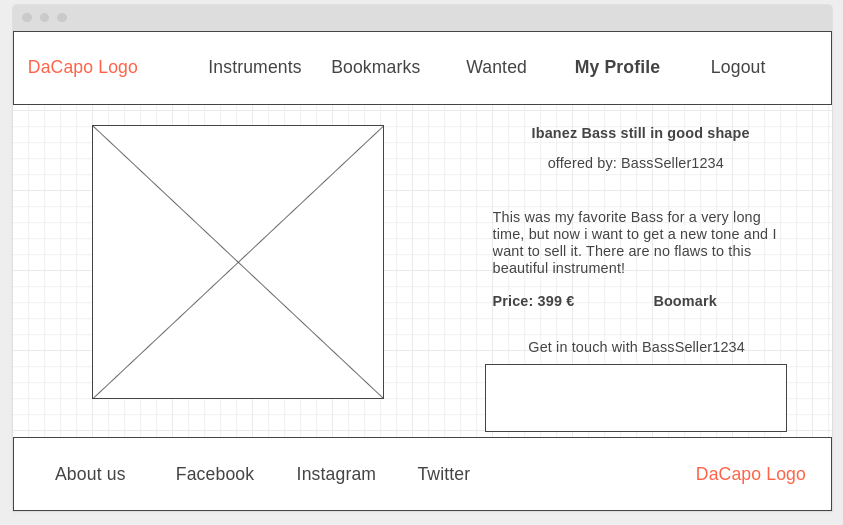 DaCapo Logo Instruments Bookmarks Wanted My Profile Logout
Ibanez Bass still in good shape
offered by: BassSeller1234
This was my favorite Bass for a very long
time, but now i want to get a new tone and I
want to sell it. There are no flaws to this
beautiful instrument!
Price: 399 € Boomark
Get in touch with BassSeller1234
About us Facebook Instagram Twitter DaCapo Logo